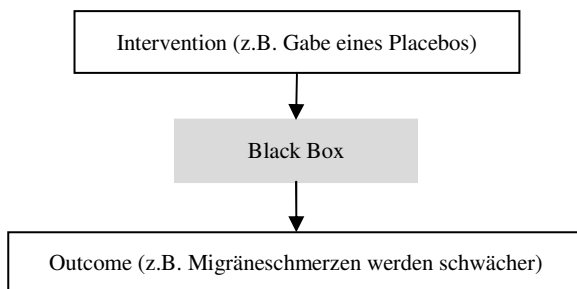 Intervention (z.B. Gabe eines Placebos)
Black Box
Outcome (z.B. Migräneschmerzen werden schwächer)